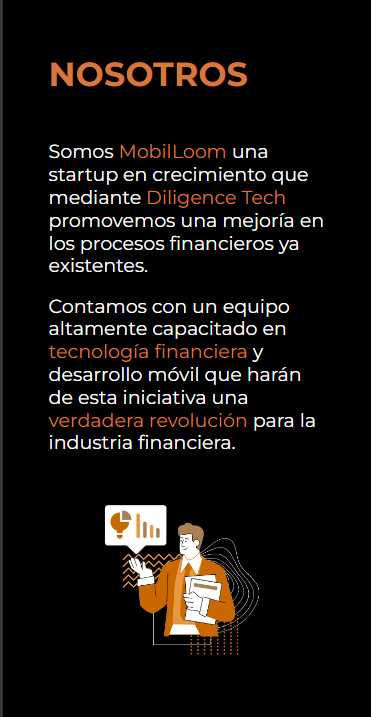 NOSOTROS
Somos MobilLoom una
startup en crecimiento que
mediante Diligence Tech
promovemos una mejoría en
los procesos financieros ya
existentes.
Contamos con un equipo
altamente capacitado en
tecnología financiera y
desarrollo móvil que harán
de esta iniciativa una
verdadera revolución para la
industria financiera.